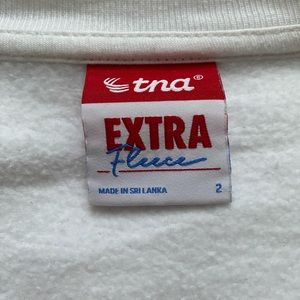 tna®
EXTRA
Fleece
MADE IN SRI LANKA 2